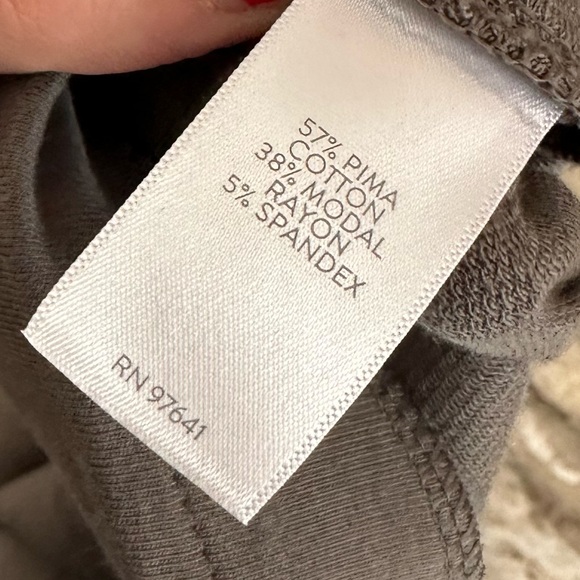 57% PIMA
COTTON
38% MODAL
RAYON
5% SPANDEX
RN 97641